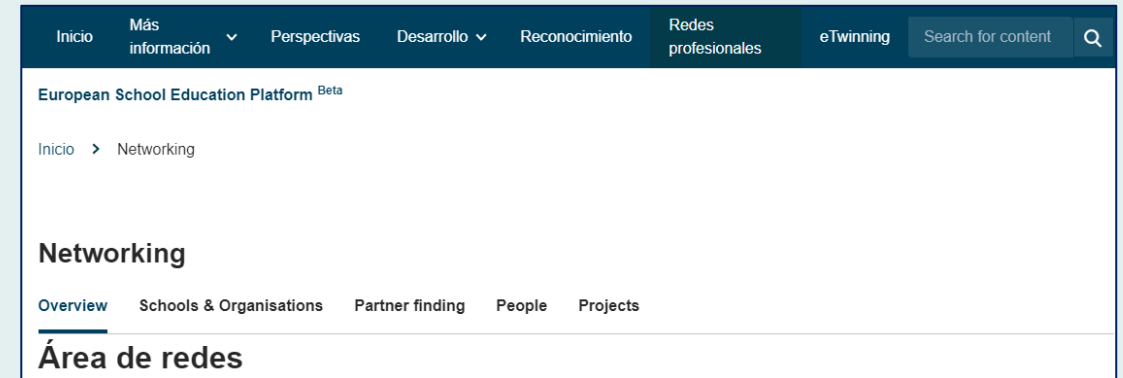 Inicio Más información Perspectivas Desarrollo Reconocimiento Redes profesionales eTwinning Search for content
European School Education Platform Beta
Inicio > Networking
Networking
Overview Schools & Organisations Partner finding People Projects
Área de redes